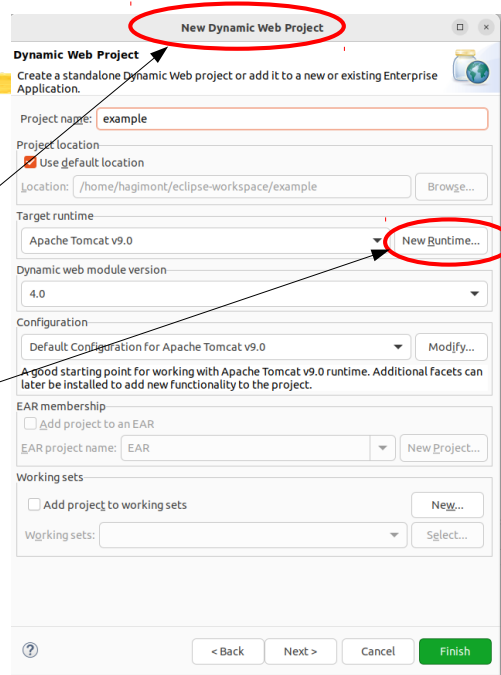 New Dynamic Web Project
Dynamic Web Project
Create a standalone Dynamic Web project or add it to a new or existing Enterprise
Application.
Project name: example
Project location
Use default location
Location: /home/hagimont/eclipse-workspace/example Browse...
Target runtime
Apache Tomcat v9.0 New Runtime...
Dynamic web module version
4.0
Configuration
Default Configuration for Apache Tomcat v9.0 Modify...
A good starting point for working with Apache Tomcat v9.0 runtime. Additional facets can
later be installed to add new functionality to the project.
EAR membership
Add project to an EAR
EAR project name: EAR New Project...
Working sets
Add project to working sets New...
Working sets: Select...
? < Back Next > Cancel Finish